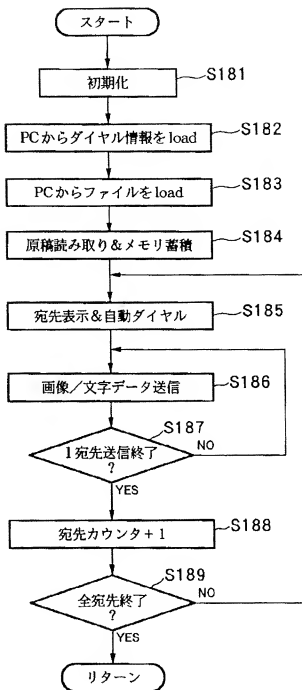 スタート
初期化
S181
PCからダイヤル情報をload
S182
PCからファイルをload
S183
原稿読み取り&メモリ蓄積
S184
宛先表示&自動ダイヤル
S185
画像/文字データ送信
S186
S187
1宛先送信終了
?
NO
YES
宛先カウンタ+1
S188
S189
全宛先終了
?
NO
YES
リターン